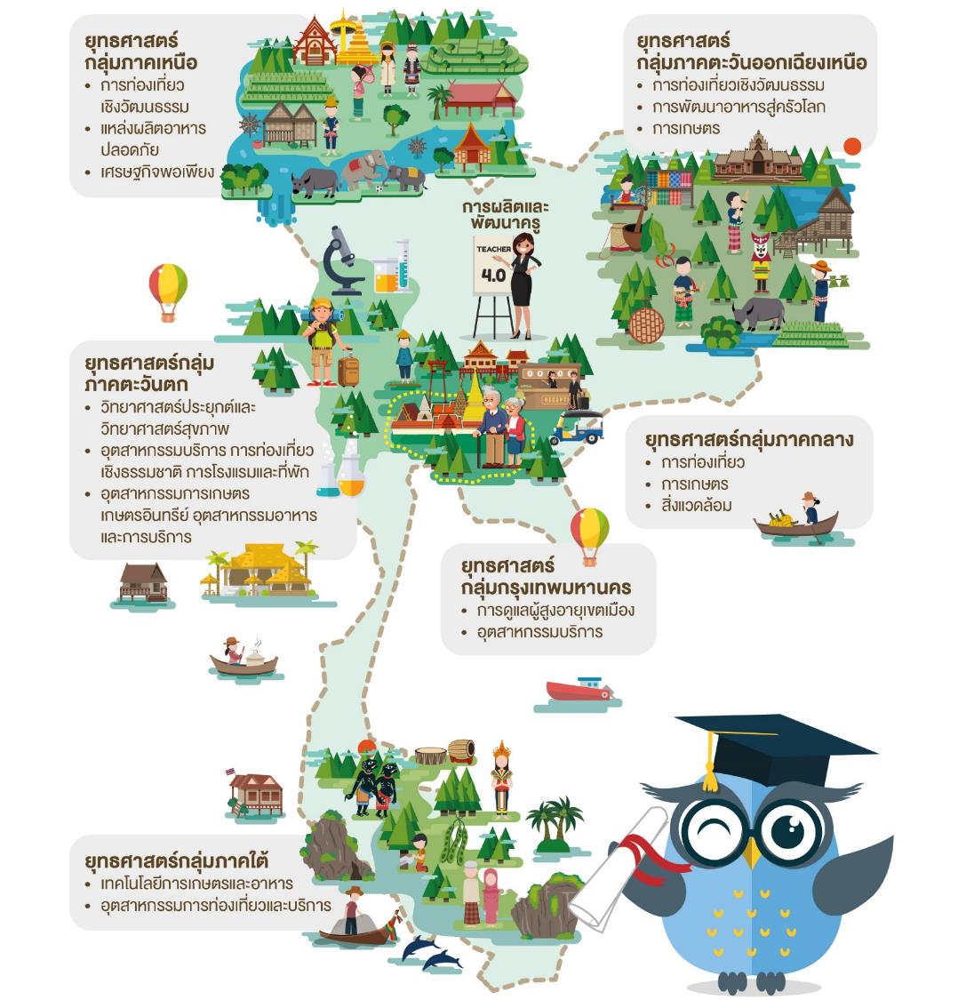 ยุทธศาสตร์
กลุ่มภาคเหนือ
• การท่องเที่ยว
เชิงวัฒนธรรม
• แหล่งผลิตอาหาร
ปลอดภัย
• เศรษฐกิจพอเพียง
ยุทธศาสตร์
กลุ่มภาคตะวันออกเฉียงเหนือ
• การท่องเที่ยวเชิงวัฒนธรรม
• การพัฒนาอาหารสู่ครัวโลก
• การเกษตร
การผลิตและ
พัฒนาครู
TEACHER
4.0
ยุทธศาสตร์กลุ่ม
ภาคตะวันตก
• วิทยาศาสตร์ประยุกต์และ
วิทยาศาสตร์สุขภาพ
• อุตสาหกรรมบริการ การท่องเที่ยว
เชิงธรรมชาติ การโรงแรมและที่พัก
• อุตสาหกรรมการเกษตร
เกษตรอินทรีย์ อุตสาหกรรมอาหาร
และการบริการ
RECEPTI
ยุทธศาสตร์กลุ่มภาคกลาง
• การท่องเที่ยว
• การเกษตร
• สิ่งแวดล้อม
ยุทธศาสตร์
กลุ่มกรุงเทพมหานคร
• การดูแลผู้สูงอายุเขตเมือง
• อุตสาหกรรมบริการ
ยุทธศาสตร์กลุ่มภาคใต้
• เทคโนโลยีการเกษตรและอาหาร
• อุตสาหกรรมการท่องเที่ยวและบริการ